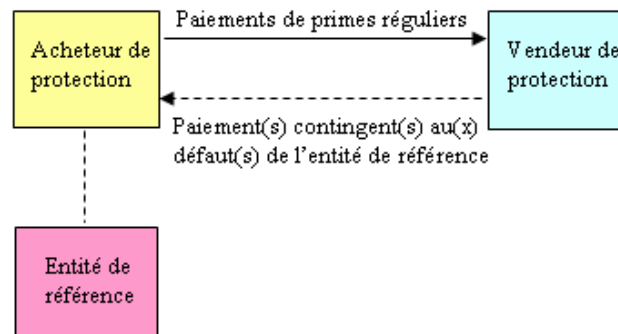 Paiements de primes réguliers
Acheteur de
protection
Vendeur de
protection
Paiement(s) contingent(s) au(x)
défaut(s) de l'entité de référence
Entité de
référence